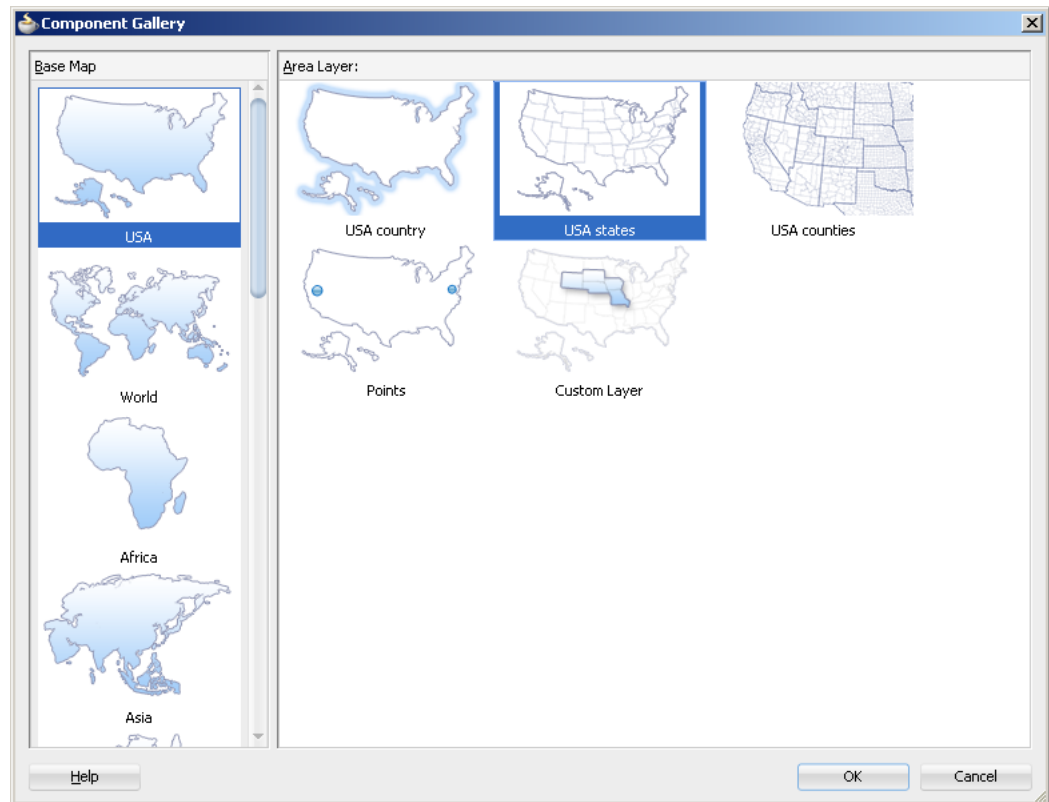 Component Gallery
Base Map
Area Layer:
USA
World
Africa
Asia
USA country
USA states
USA counties
Points
Custom Layer
Help
OK
Cancel